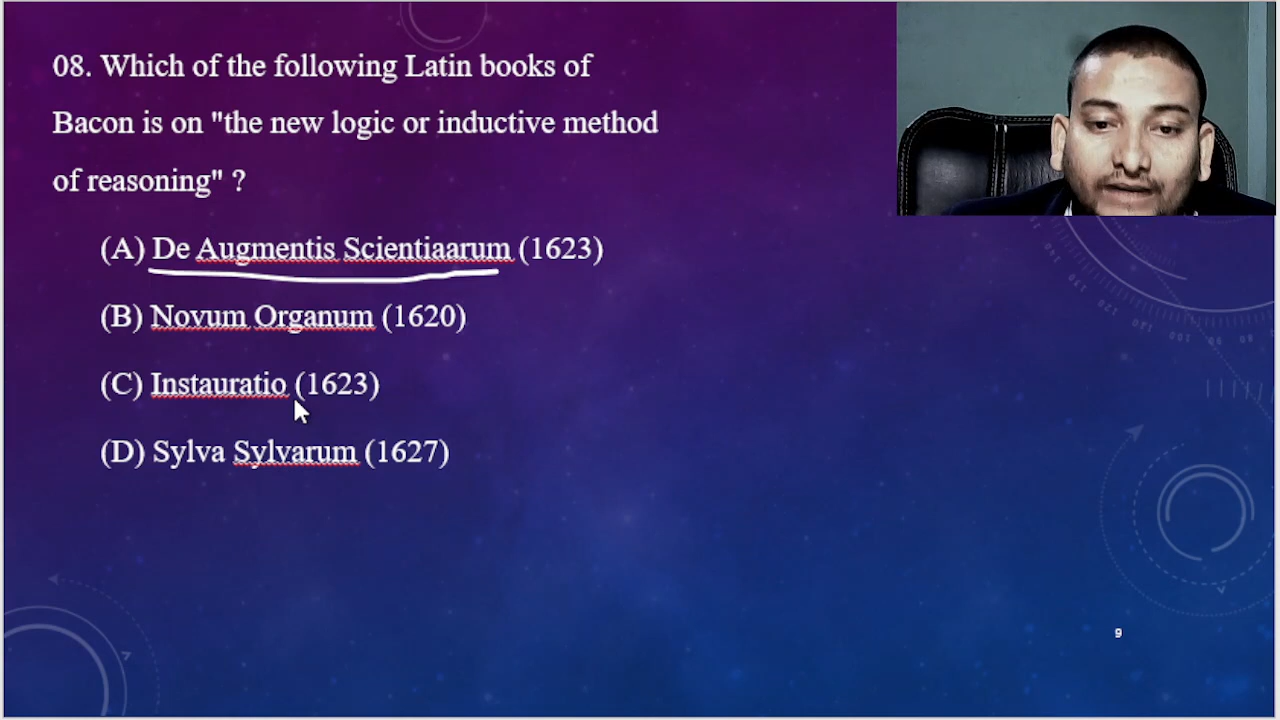 08. Which of the following Latin books of
Bacon is on "the new logic or inductive method
of reasoning" ?
(A) De Augmentis Scientiaarum (1623)
(B) Novum Organum (1620)
(C) Instauratio (1623)
(D) Sylva Sylvarum (1627)
9